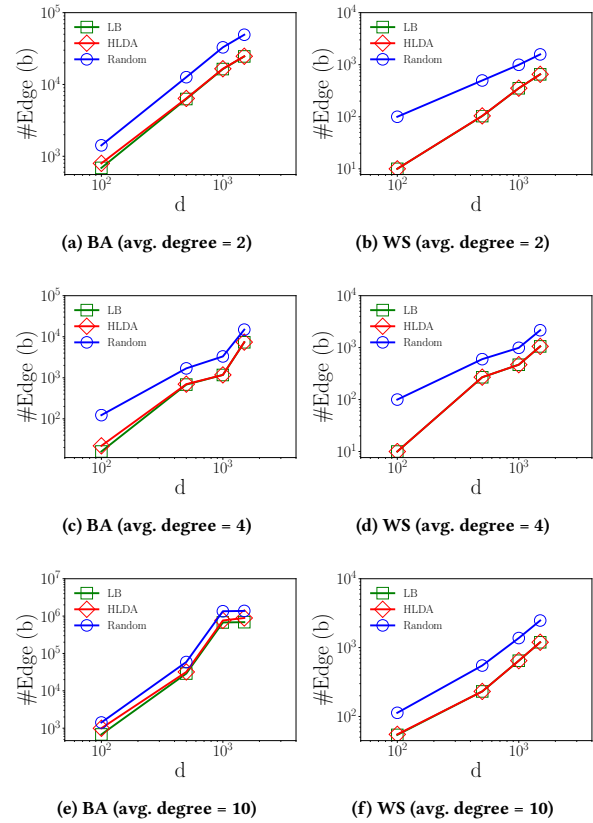 10^5
10^4
10^3
#Edge (b)
LB
HLDA
Random
10^2
10^3
d
(a) BA (avg. degree = 2)
10^4
10^3
10^2
10^1
#Edge (b)
LB
HLDA
Random
10^2
10^3
d
(b) WS (avg. degree = 2)
10^5
10^4
10^3
10^2
#Edge (b)
LB
HLDA
Random
10^2
10^3
d
(c) BA (avg. degree = 4)
10^4
10^3
10^2
10^1
#Edge (b)
LB
HLDA
Random
10^2
10^3
d
(d) WS (avg. degree = 4)
10^7
10^6
10^5
10^4
10^3
#Edge (b)
LB
HLDA
Random
10^2
10^3
d
(e) BA (avg. degree = 10)
10^4
10^3
10^2
#Edge (b)
LB
HLDA
Random
10^2
10^3
d
(f) WS (avg. degree = 10)